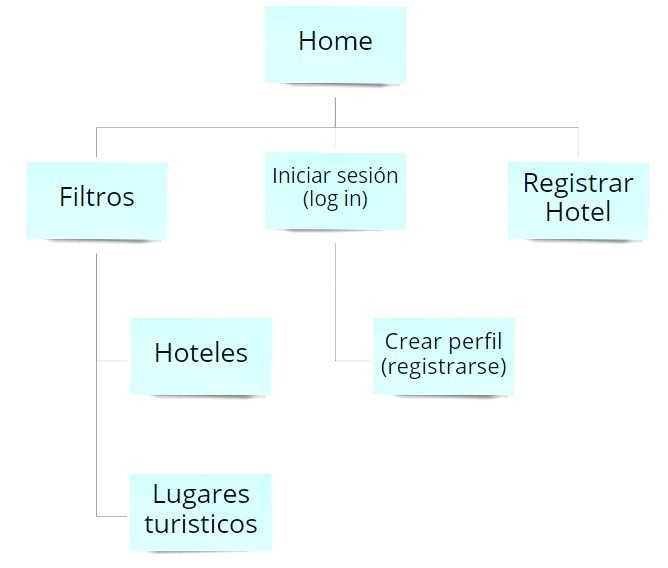 Home
Filtros
Iniciar sesión
(log in)
Registrar
Hotel
Hoteles
Crear perfil
(registrarse)
Lugares
turisticos